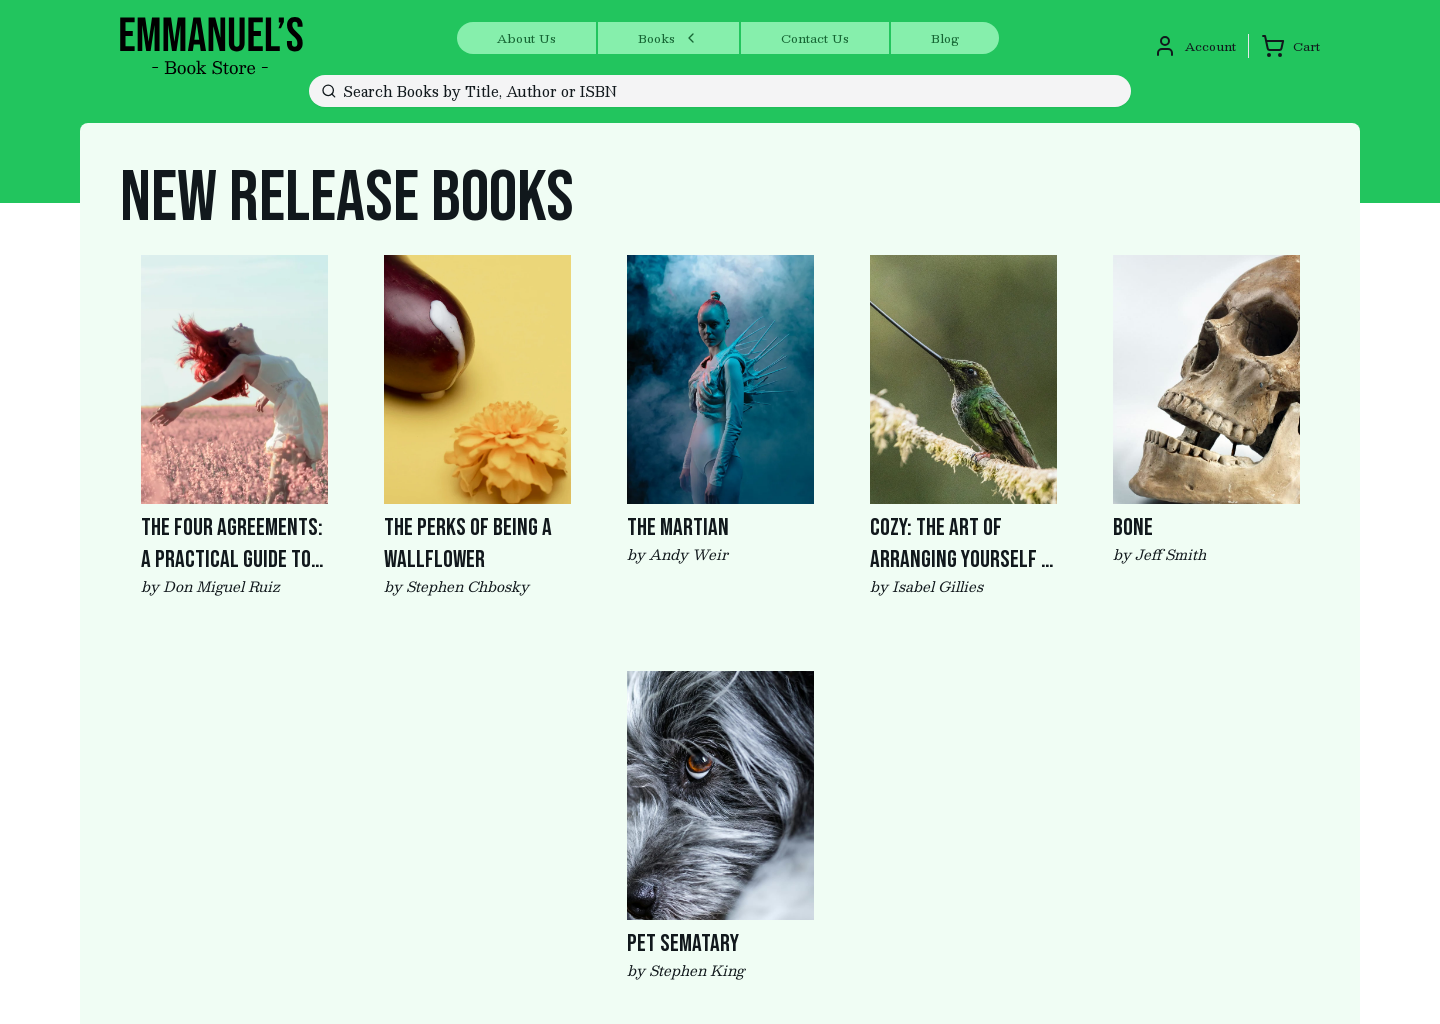 EMMANUEL'S
- Book Store -
About Us
Books
Contact Us
Blog
Account
Cart
Search Books by Title, Author or ISBN
NEW RELEASE BOOKS
THE FOUR AGREEMENTS:
A PRACTICAL GUIDE TO...
by Don Miguel Ruiz
THE PERKS OF BEING A
WALLFLOWER
by Stephen Chbosky
THE MARTIAN
by Andy Weir
COZY: THE ART OF
ARRANGING YOURSELF ...
by Isabel Gillies
BONE
by Jeff Smith
PET SEMATARY
by Stephen King